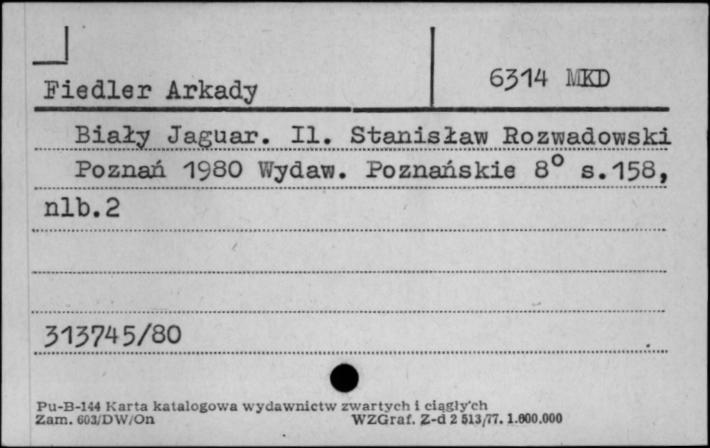 Fiedler Arkady
6314 MKD
Biały Jaguar. Il. Stanisław Rozwadowski
Poznań 1980 Wydaw. Poznańskie 8° s.158,
nlb.2
313745/80
Pu-B-144 Karta katalogowa wydawnictw zwartych i ciągłych
Zam. 603/DW/On WZGraf. Z-d 2 513/77. 1.600.000